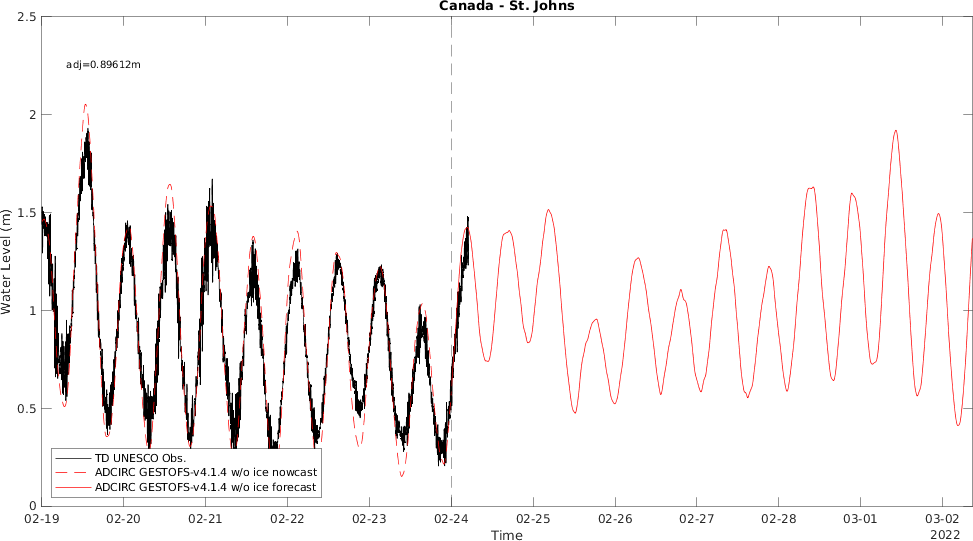 Canada - St. Johns
2.5
adj=0.89612m
2
1.5
Water Level (m)
1
0.5
TD UNESCO Obs.
ADCIRC GESTOFS-v4.1.4 w/o ice nowcast
ADCIRC GESTOFS-v4.1.4 w/o ice forecast
0
02-19 02-20 02-21 02-22 02-23 02-24 02-25 02-26 02-27 02-28 03-01 03-02
Time
2022